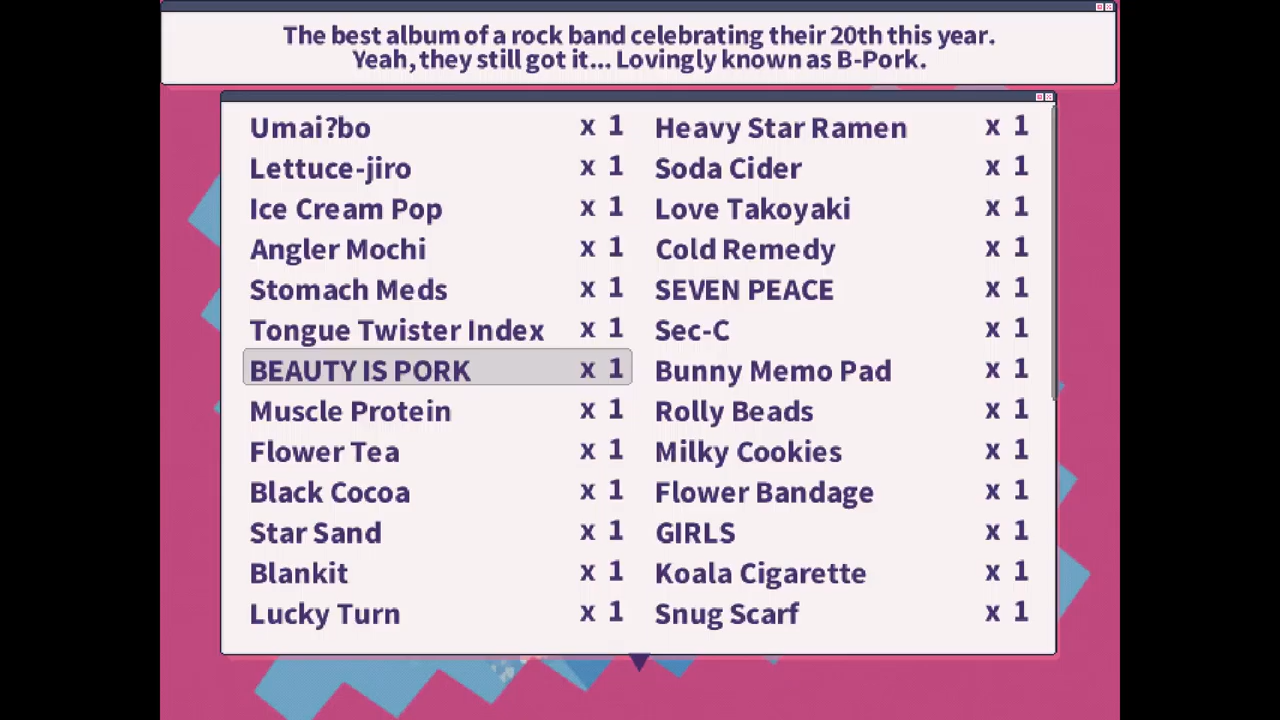 The best album of a rock band celebrating their 20th this year.
Yeah, they still got it... Lovingly known as B-Pork.
Umai?bo x 1 Heavy Star Ramen x 1
Lettuce-jiro x 1 Soda Cider x 1
Ice Cream Pop x 1 Love Takoyaki x 1
Angler Mochi x 1 Cold Remedy x 1
Stomach Meds x 1 SEVEN PEACE x 1
Tongue Twister Index x 1 Sec-C x 1
BEAUTY IS PORK x 1 Bunny Memo Pad x 1
Muscle Protein x 1 Rolly Beads x 1
Flower Tea x 1 Milky Cookies x 1
Black Cocoa x 1 Flower Bandage x 1
Star Sand x 1 GIRLS x 1
Blankit x 1 Koala Cigarette x 1
Lucky Turn x 1 Snug Scarf x 1